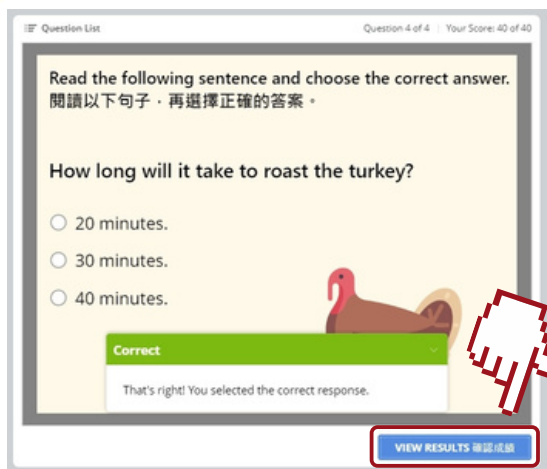 Question List
Question 4 of 4 | Your Score: 40 of 40
Read the following sentence and choose the correct answer.
閱讀以下句子,再選擇正確的答案。
How long will it take to roast the turkey?
20 minutes.
30 minutes.
40 minutes.
Correct
That's right! You selected the correct response.
VIEW RESULTS 確認成績